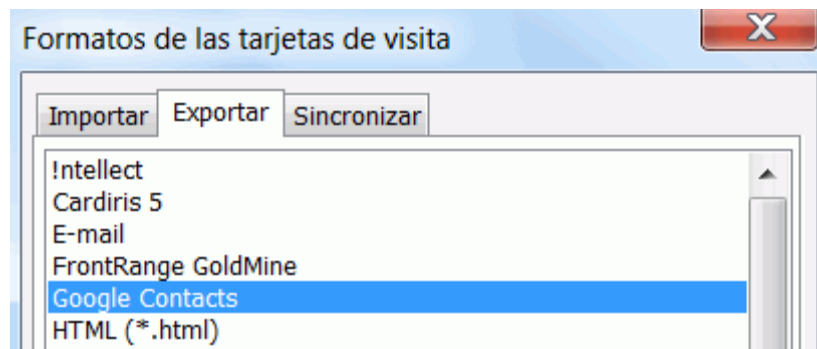 Formatos de las tarjetas de visita
Importar Exportar Sincronizar
!ntellect
Cardiris 5
E-mail
FrontRange GoldMine
Google Contacts
HTML (*.html)